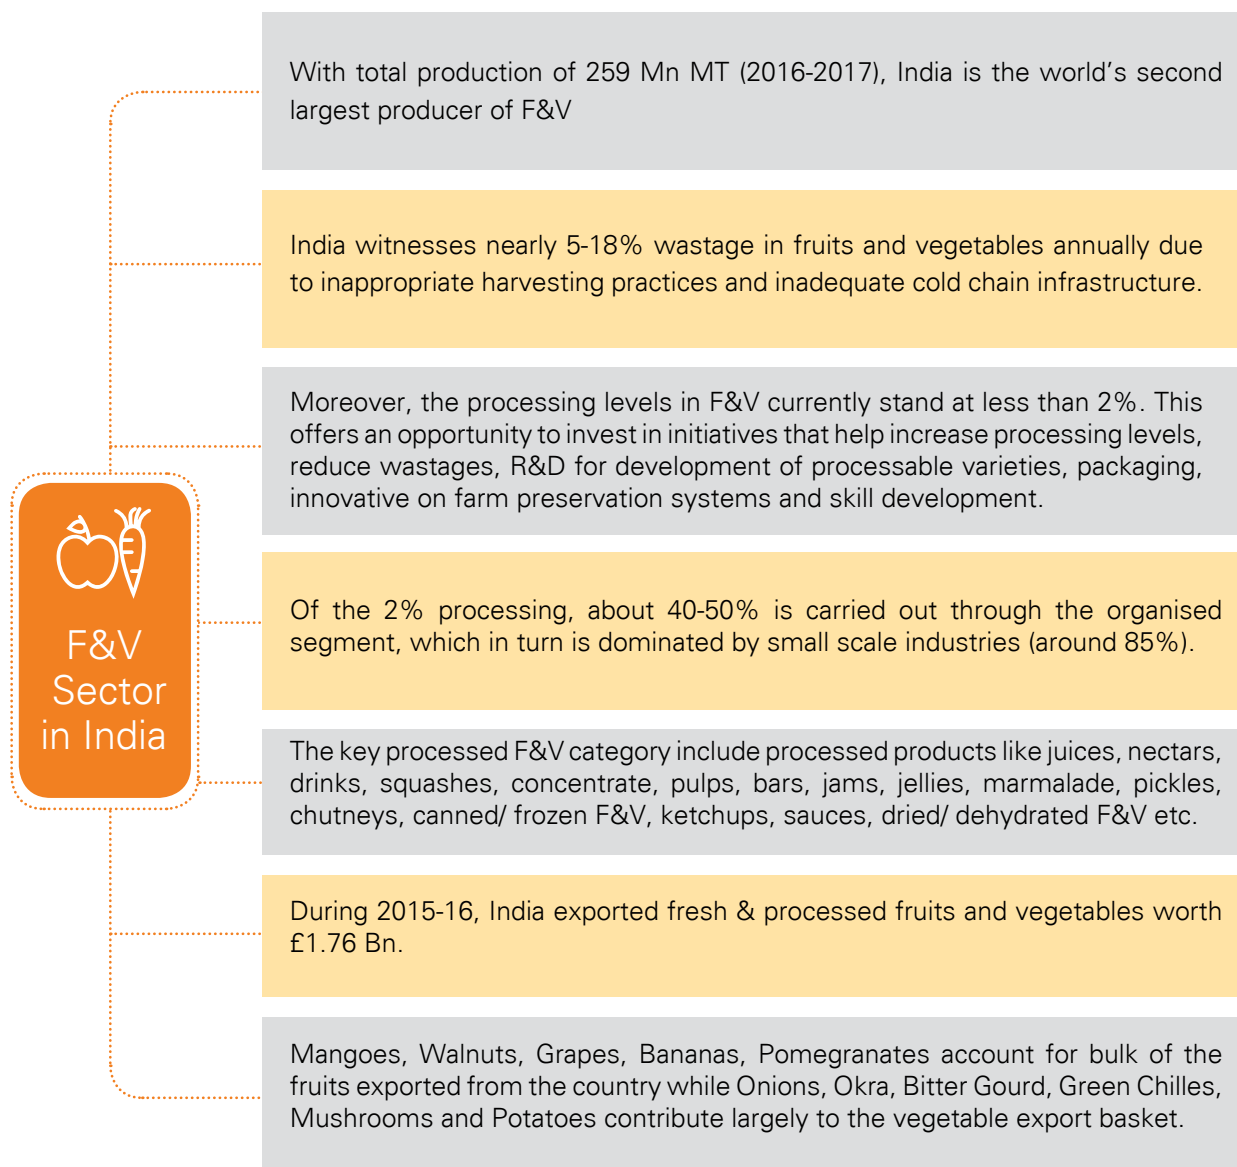 With total production of 259 Mn MT (2016-2017), India is the world's second
largest producer of F&V
India witnesses nearly 5-18% wastage in fruits and vegetables annually due
to inappropriate harvesting practices and inadequate cold chain infrastructure.
Moreover, the processing levels in F&V currently stand at less than 2%. This
offers an opportunity to invest in initiatives that help increase processing levels,
reduce wastages, R&D for development of processable varieties, packaging,
innovative on farm preservation systems and skill development.
F&V
Sector
in India
Of the 2% processing, about 40-50% is carried out through the organised
segment, which in turn is dominated by small scale industries (around 85%).
The key processed F&V category include processed products like juices, nectars,
drinks, squashes, concentrate, pulps, bars, jams, jellies, marmalade, pickles,
chutneys, canned/ frozen F&V, ketchups, sauces, dried/ dehydrated F&V etc.
During 2015-16, India exported fresh & processed fruits and vegetables worth
£1.76 Bn.
Mangoes, Walnuts, Grapes, Bananas, Pomegranates account for bulk of the
fruits exported from the country while Onions, Okra, Bitter Gourd, Green Chilles,
Mushrooms and Potatoes contribute largely to the vegetable export basket.